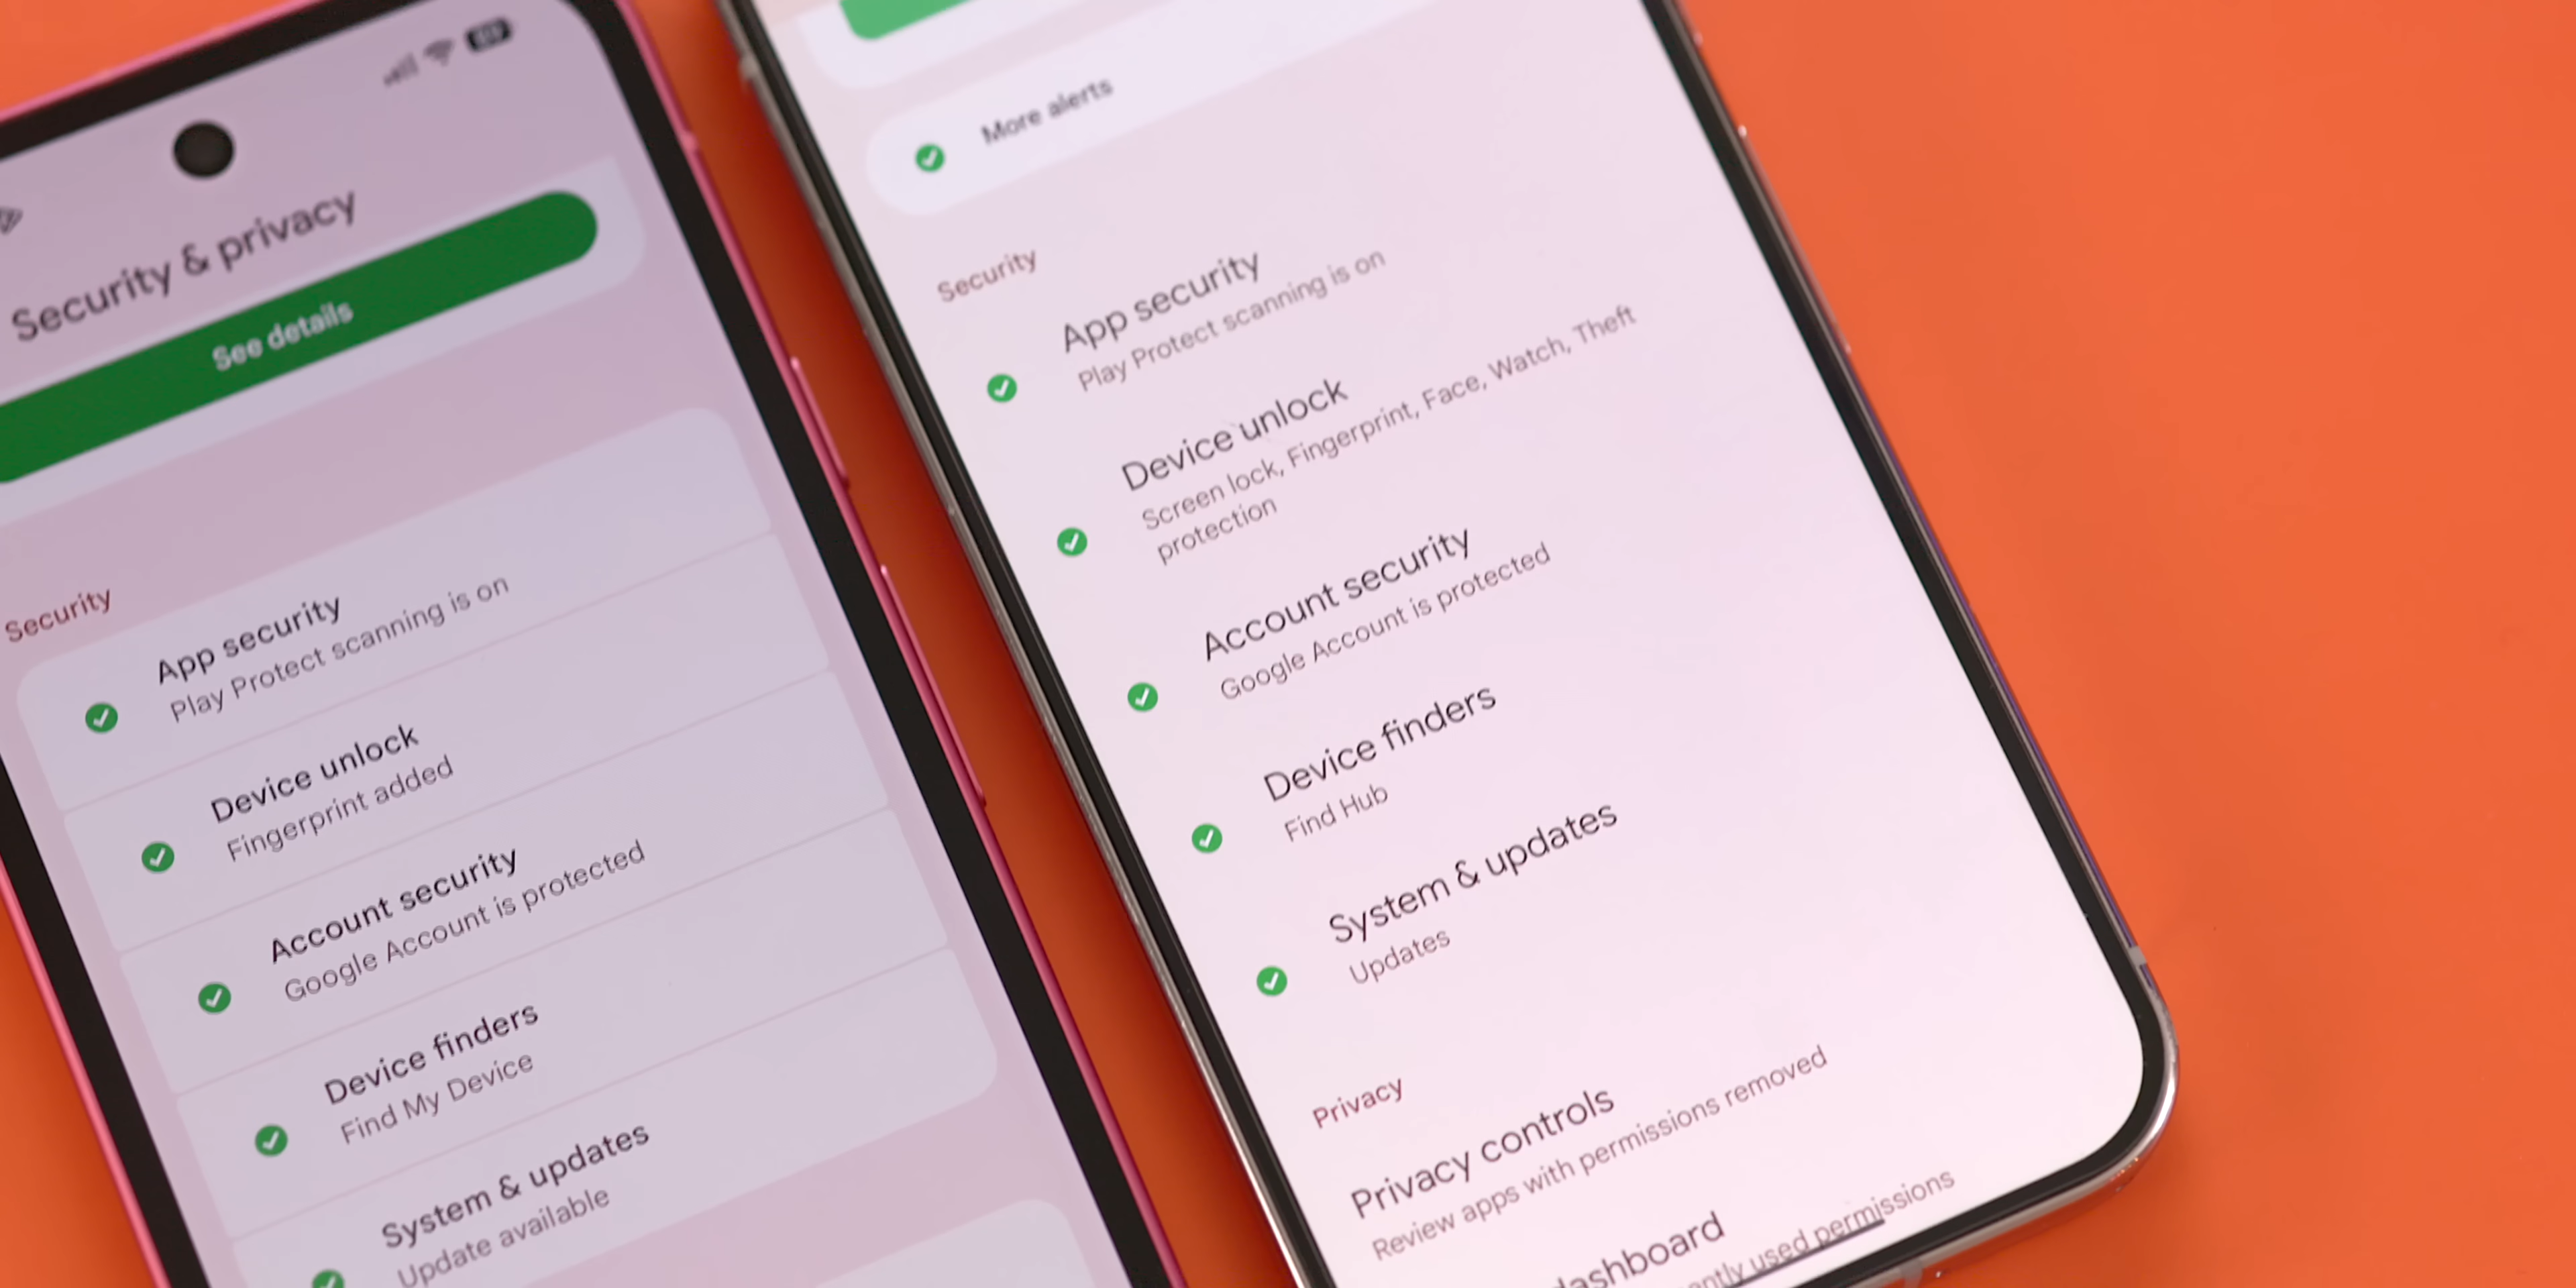 Security & privacy
See details
Security
App security
Play Protect scanning is on
Device unlock
Fingerprint added
Account security
Google Account is protected
Device finders
Find My Device
System & updates
Update available
More alerts
Security
App security
Play Protect scanning is on
Device unlock
Screen lock, Fingerprint, Face, Watch, Theft
protection
Account security
Google Account is protected
Device finders
Find Hub
System & updates
Updates
Privacy
Privacy controls
Review apps with permissions removed
dashboard
used permissions